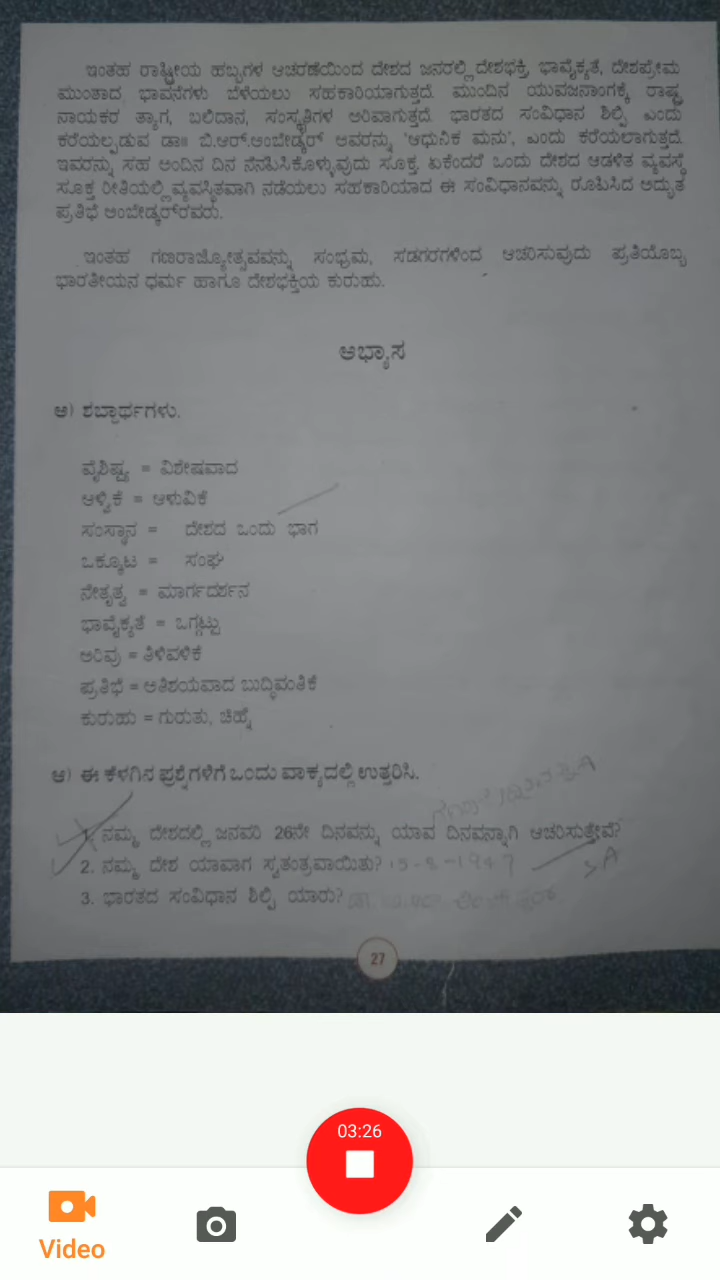 ಇಂತಹ ರಾಷ್ಟ್ರೀಯ ಹಬ್ಬಗಳ ಆಚರಣೆಯಿಂದ ದೇಶದ ಜನರಲ್ಲಿ ದೇಶಭಕ್ತಿ, ಭಾವೈಕ್ಯತೆ, ದೇಶಪ್ರೇಮ
ಮುಂತಾದ ಭಾವನೆಗಳು ಬೆಳೆಯಲು ಸಹಕಾರಿಯಾಗುತ್ತದೆ. ಮುಂದಿನ ಯುವಜನಾಂಗಕ್ಕೆ ರಾಷ್ಟ್ರ
ನಾಯಕರ ತ್ಯಾಗ, ಬಲಿದಾನ, ಸಂಸ್ಕೃತಿಗಳ ಅರಿವಾಗುತ್ತದೆ. ಭಾರತದ ಸಂವಿಧಾನ ಶಿಲ್ಪಿ ಎಂದು
ಕರೆಯಲ್ಪಡುವ ಡಾ॥ ಬಿ.ಆರ್.ಅಂಬೇಡ್ಕರ್ ಅವರನ್ನು 'ಆಧುನಿಕ ಮನು', ಎಂದು ಕರೆಯಲಾಗುತ್ತದೆ.
ಇವರನ್ನು ಸಹ ಅಂದಿನ ದಿನ ನೆನಪಿಸಿಕೊಳ್ಳುವುದು ಸೂಕ್ತ. ಏಕೆಂದರೆ ಒಂದು ದೇಶದ ಆಡಳಿತ ವ್ಯವಸ್ಥೆ
ಸೂಕ್ತ ರೀತಿಯಲ್ಲಿ ವ್ಯವಸ್ಥಿತವಾಗಿ ನಡೆಯಲು ಸಹಕಾರಿಯಾದ ಈ ಸಂವಿಧಾನವನ್ನು ರೂಪಿಸಿದ ಅದ್ಭುತ
ಪ್ರತಿಭೆ ಅಂಬೇಡ್ಕರ್‌ರವರು.
ಇಂತಹ ಗಣರಾಜ್ಯೋತ್ಸವವನ್ನು ಸಂಭ್ರಮ, ಸಡಗರಗಳಿಂದ ಆಚರಿಸುವುದು ಪ್ರತಿಯೊಬ್ಬ
ಭಾರತೀಯನ ಧರ್ಮ ಹಾಗೂ ದೇಶಭಕ್ತಿಯ ಕುರುಹು.
ಅಭ್ಯಾಸ
ಅ) ಶಬ್ದಾರ್ಥಗಳು.
ವೈಶಿಷ್ಟ್ಯ = ವಿಶೇಷವಾದ
ಆಳ್ವಿಕೆ = ಆಳುವಿಕೆ
ಸಂಸ್ಥಾನ = ದೇಶದ ಒಂದು ಭಾಗ
ಒಕ್ಕೂಟ = ಸಂಘ
ನೇತೃತ್ವ = ಮಾರ್ಗದರ್ಶನ
ಭಾವೈಕ್ಯತೆ = ಒಗ್ಗಟ್ಟು
ಅರಿವು = ತಿಳಿವಳಿಕೆ
ಪ್ರತಿಭೆ = ಅತಿಶಯವಾದ ಬುದ್ಧಿವಂತಿಕೆ
ಕುರುಹು = ಗುರುತು, ಚಿಹ್ನೆ
ಆ) ಈ ಕೆಳಗಿನ ಪ್ರಶ್ನೆಗಳಿಗೆ ಒಂದು ವಾಕ್ಯದಲ್ಲಿ ಉತ್ತರಿಸಿ.
1. ನಮ್ಮ ದೇಶದಲ್ಲಿ ಜನವರಿ 26ನೇ ದಿನವನ್ನು ಯಾವ ದಿನವನ್ನಾಗಿ ಆಚರಿಸುತ್ತೇವೆ?
2. ನಮ್ಮ ದೇಶ ಯಾವಾಗ ಸ್ವತಂತ್ರವಾಯಿತು? 15-8-1947
3. ಭಾರತದ ಸಂವಿಧಾನ ಶಿಲ್ಪಿ ಯಾರು?
27
03:26
Video